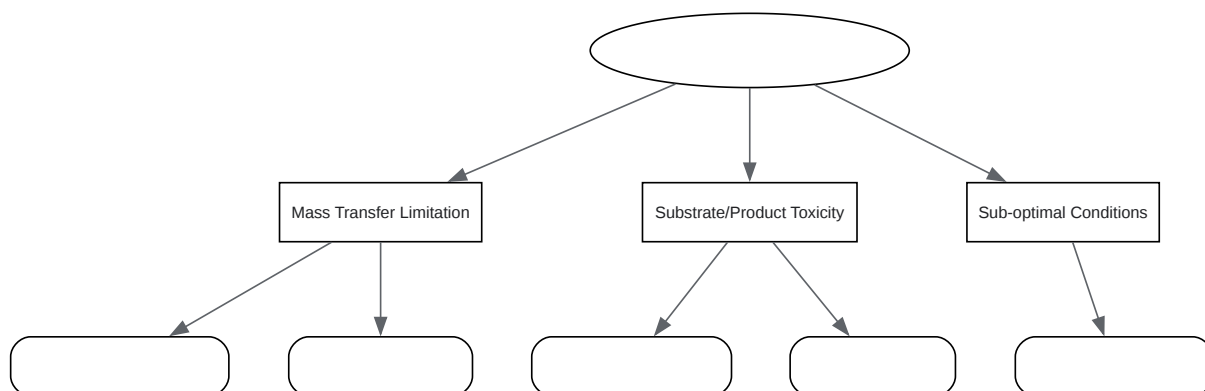 Mass Transfer Limitation
Substrate/Product Toxicity
Sub-optimal Conditions